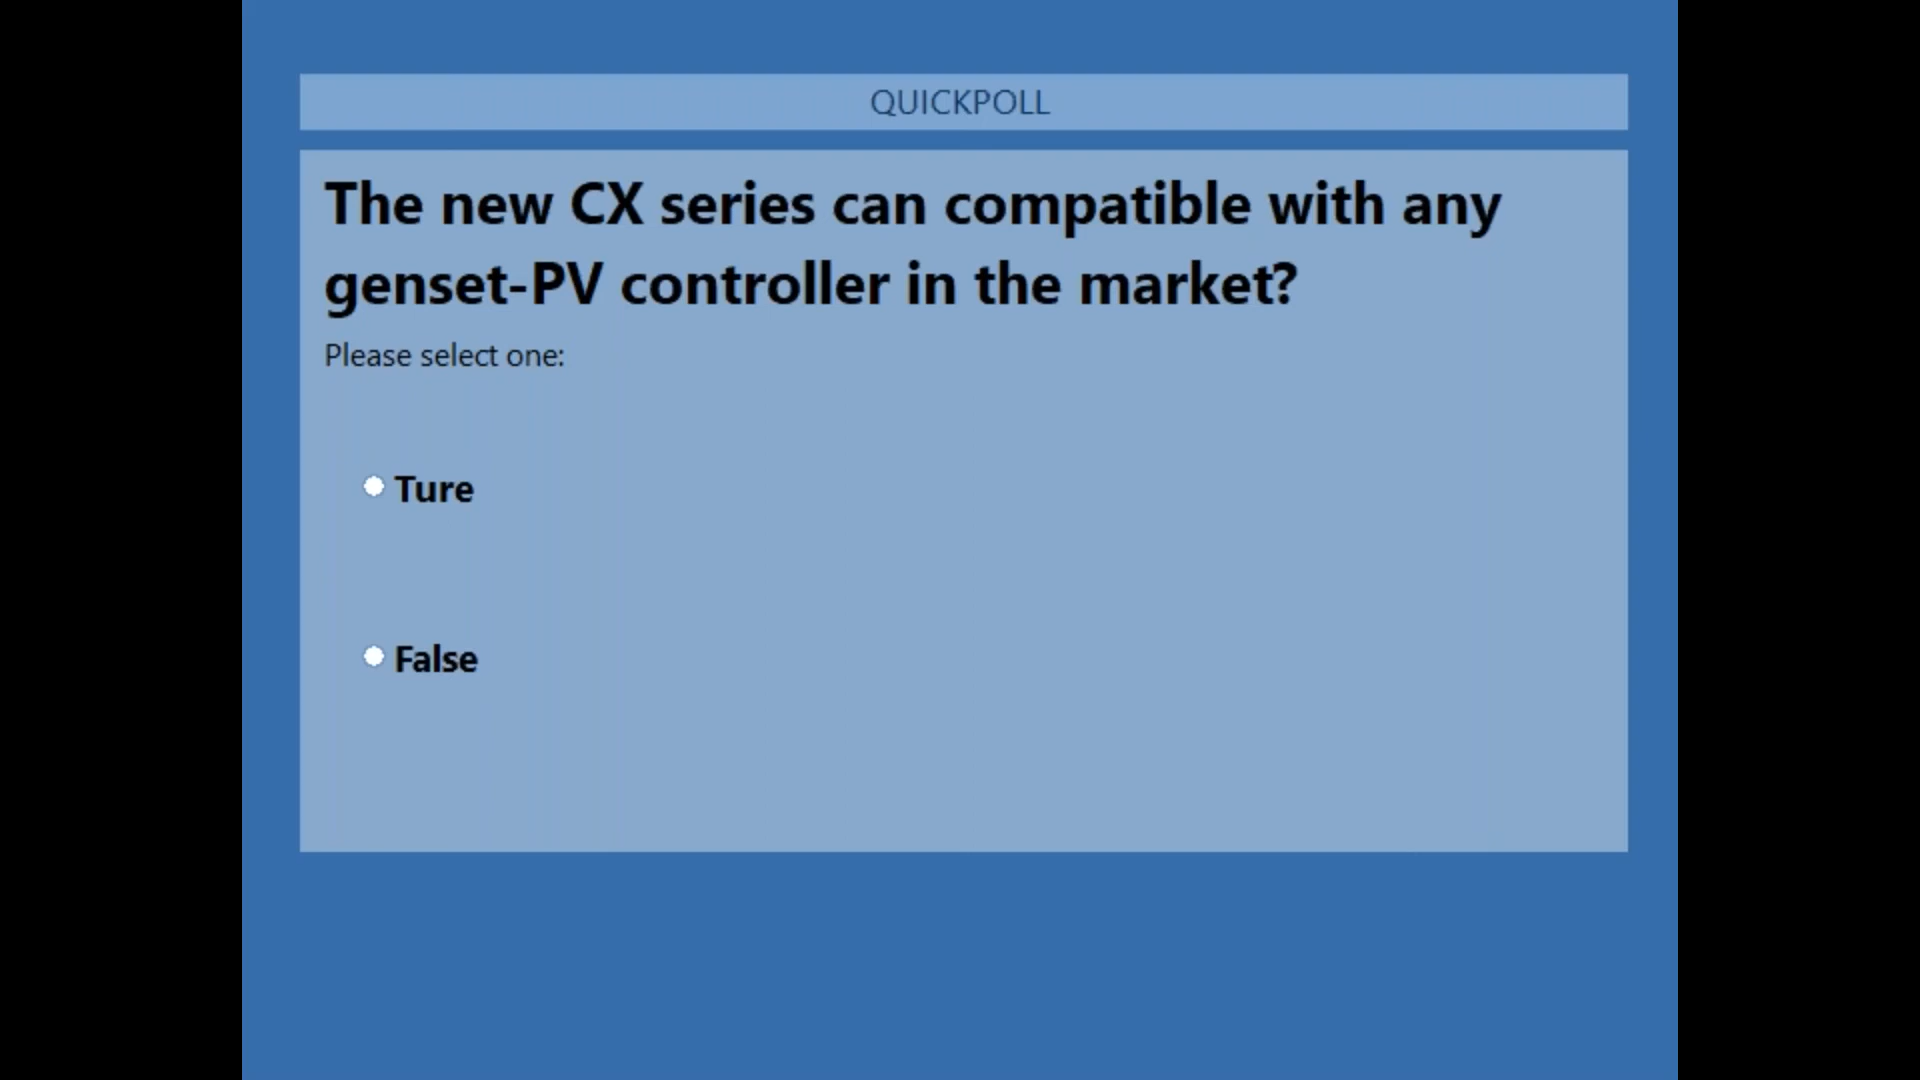 QUICKPOLL
The new CX series can compatible with any
genset-PV controller in the market?
Please select one:
Ture
False